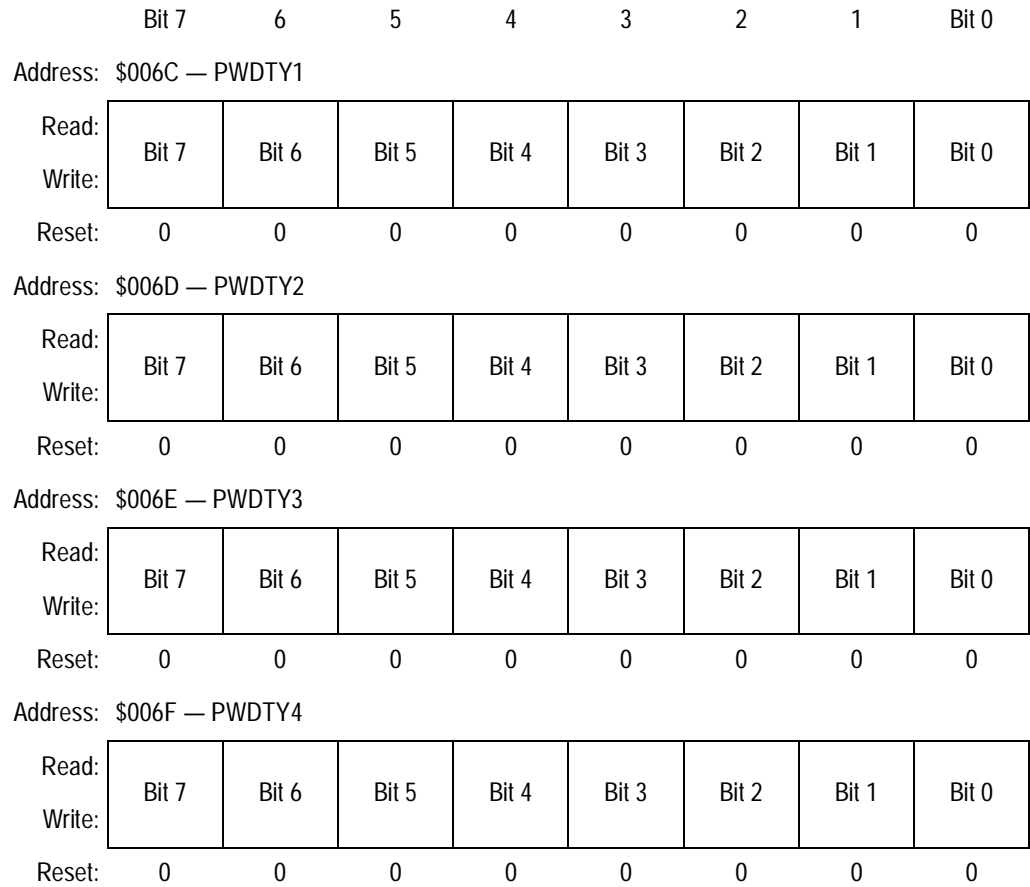 Bit 7 6 5 4 3 2 1 Bit 0
Address: $006C — PWDTY1
Read:
Bit 7 Bit 6 Bit 5 Bit 4 Bit 3 Bit 2 Bit 1 Bit 0
Write:
Reset: 0 0 0 0 0 0 0 0
Address: $006D — PWDTY2
Read:
Bit 7 Bit 6 Bit 5 Bit 4 Bit 3 Bit 2 Bit 1 Bit 0
Write:
Reset: 0 0 0 0 0 0 0 0
Address: $006E — PWDTY3
Read:
Bit 7 Bit 6 Bit 5 Bit 4 Bit 3 Bit 2 Bit 1 Bit 0
Write:
Reset: 0 0 0 0 0 0 0 0
Address: $006F — PWDTY4
Read:
Bit 7 Bit 6 Bit 5 Bit 4 Bit 3 Bit 2 Bit 1 Bit 0
Write:
Reset: 0 0 0 0 0 0 0 0